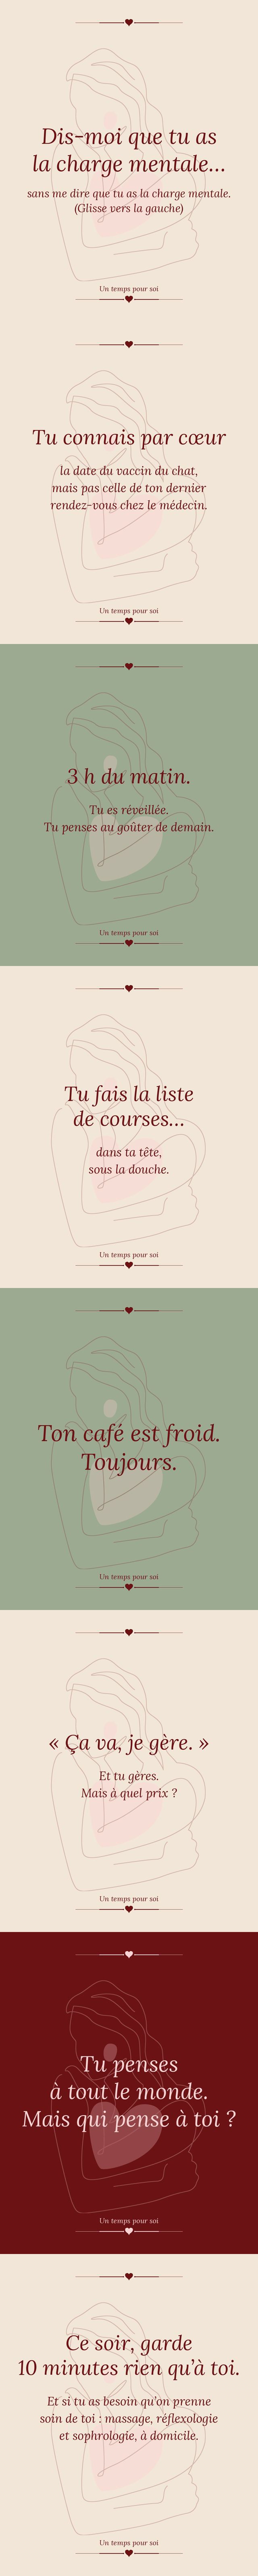 Dis-moi que tu as
la charge mentale...
sans me dire que tu as la charge mentale.
(Glisse vers la gauche)
Un temps pour soi
Tu connais par cœur
la date du vaccin du chat,
mais pas celle de ton dernier
rendez-vous chez le médecin.
Un temps pour soi
3 h du matin.
Tu es réveillée.
Tu penses au goûter de demain.
Un temps pour soi
Tu fais la liste
de courses...
dans ta tête,
sous la douche.
Un temps pour soi
Ton café est froid.
Toujours.
Un temps pour soi
« Ça va, je gère. »
Et tu gères.
Mais à quel prix ?
Un temps pour soi
Tu penses
à tout le monde.
Mais qui pense à toi ?
Un temps pour soi
Ce soir, garde
10 minutes rien qu’à toi.
Et si tu as besoin qu’on prenne
soin de toi : massage, réflexologie
et sophrologie, à domicile.
Un temps pour soi